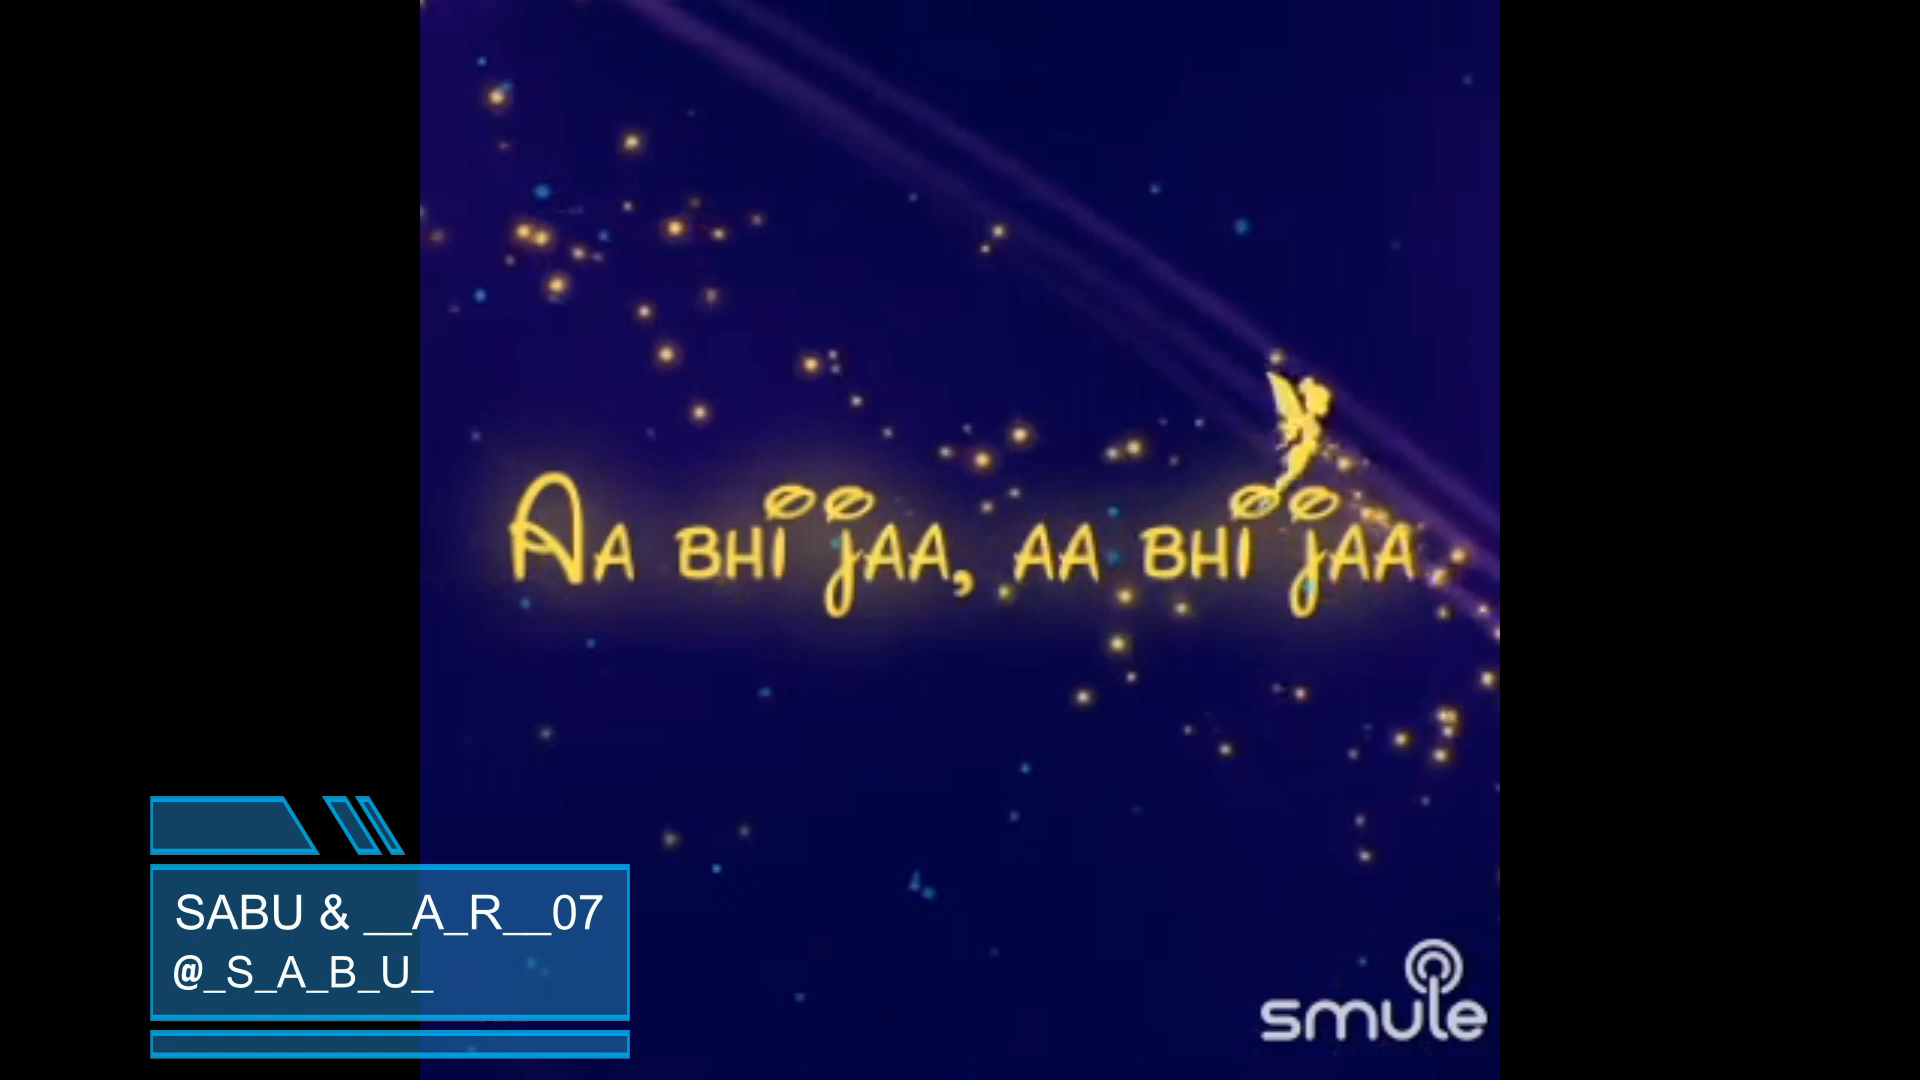 Aa bhi jaa, aa bhi jaa
SABU & __A_R__07
@_S_A_B_U_
smule